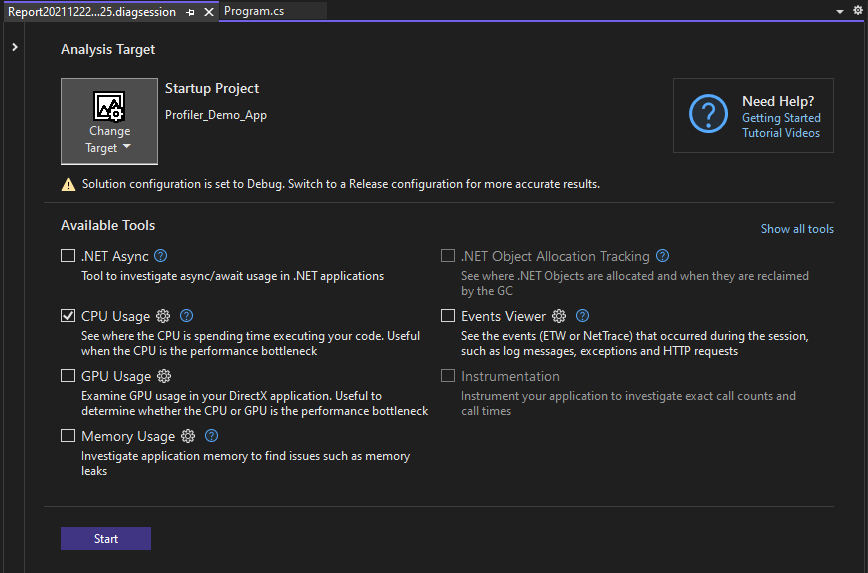 Report20211222...25.diagsession
Program.cs
Analysis Target
Change
Target
Startup Project
Profiler_Demo_App
Need Help?
Getting Started
Tutorial Videos
Solution configuration is set to Debug. Switch to a Release configuration for more accurate results.
Available Tools
Show all tools
.NET Async
Tool to investigate async/await usage in .NET applications
.NET Object Allocation Tracking
See where .NET Objects are allocated and when they are reclaimed
by the GC
CPU Usage
See where the CPU is spending time executing your code. Useful
when the CPU is the performance bottleneck
Events Viewer
See the events (ETW or NetTrace) that occurred during the session,
such as log messages, exceptions and HTTP requests
GPU Usage
Examine GPU usage in your DirectX application. Useful to
determine whether the CPU or GPU is the performance bottleneck
Instrumentation
Instrument your application to investigate exact call counts and
call times
Memory Usage
Investigate application memory to find issues such as memory
leaks
Start